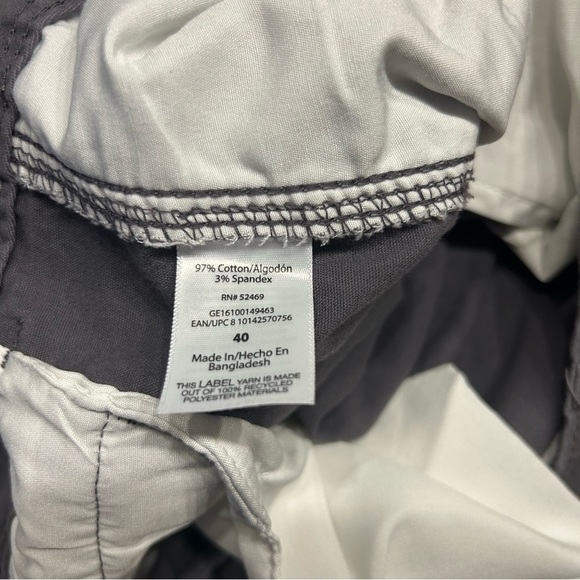 97% Cotton/Algodón
3% Spandex
RN# 52469
GE16100149463
EAN/UPC 8 10142570756
40
Made In/Hecho En
Bangladesh
THIS LABEL YARN IS MADE
OUT OF 100% RECYCLED
POLYESTER MATERIALS